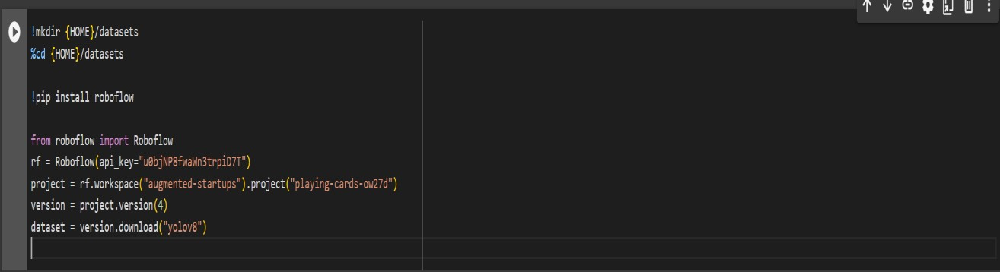 !mkdir {HOME}/datasets
%cd {HOME}/datasets
!pip install roboflow
from roboflow import Roboflow
rf = Roboflow(api_key="u0bjNP8fwaWn3trpiD7T")
project = rf.workspace("augmented-startups").project("playing-cards-ow27d")
version = project.version(4)
dataset = version.download("yolov8")